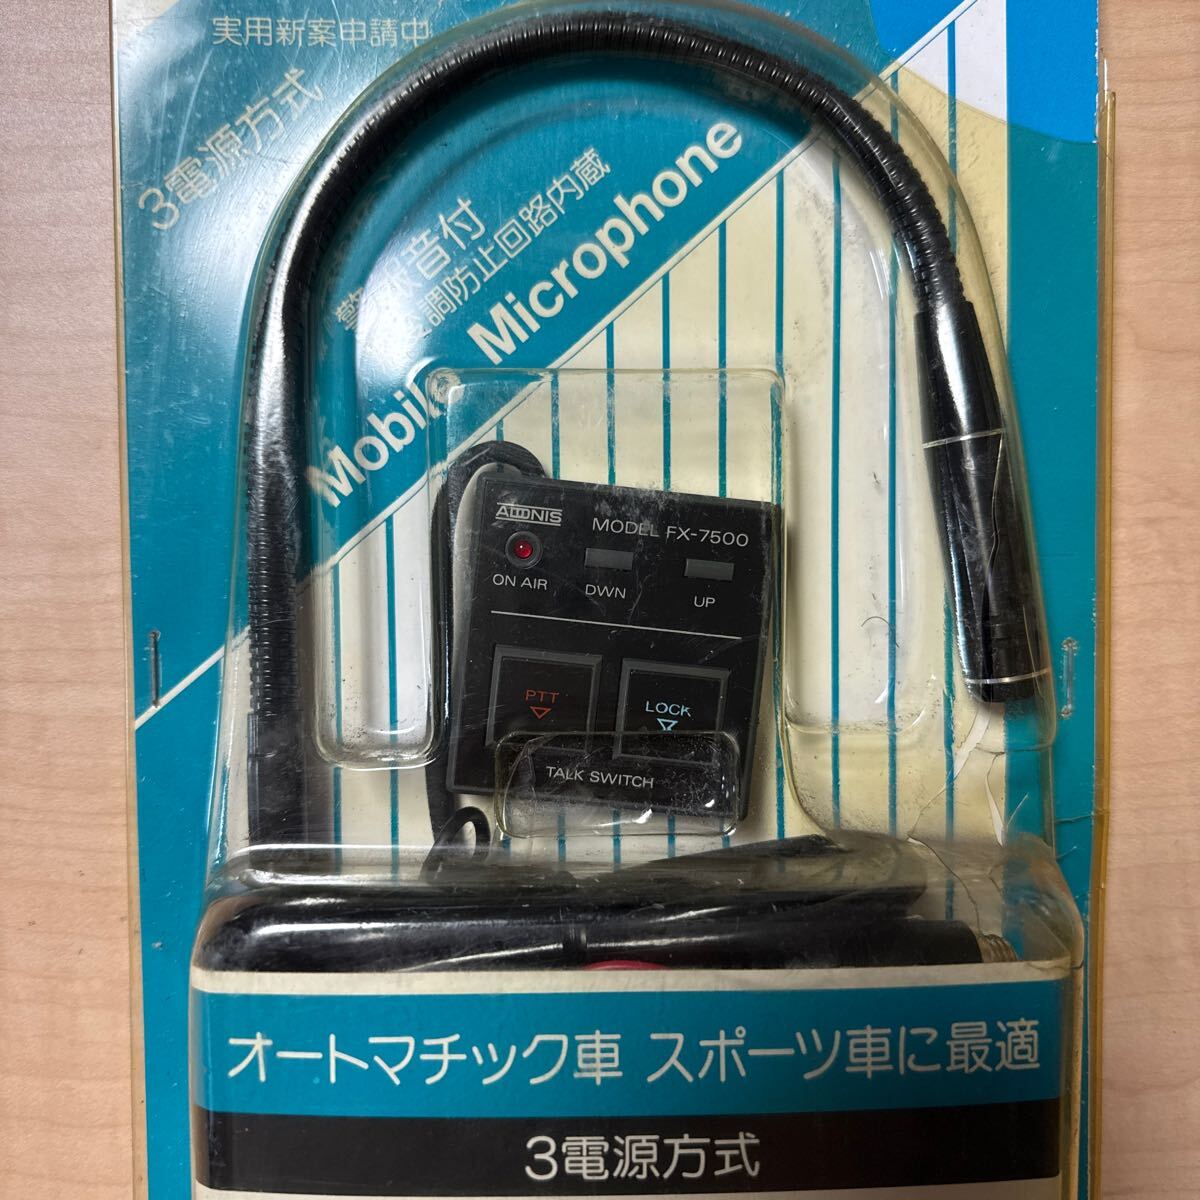 実用新案申請中
3電源方式
音付
調防止回路内蔵
Mobile Microphone
ADONIS
MODEL FX-7500
ON AIR
DWN
UP
PTT
LOCK
TALK SWITCH
オートマチック車 スポーツ車に最適
3電源方式